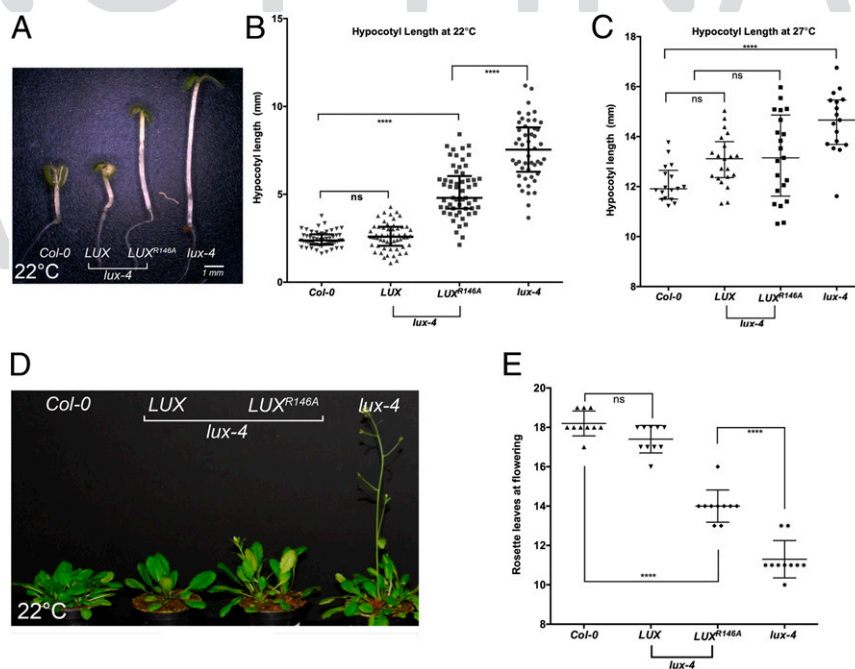 A
Col-0 LUX LUX^R146A lux-4
lux-4
22°C
1 mm
B
Hypocotyl Length at 22°C
Hypocotyl length (mm)
15
10
5
0
****
****
ns
Col-0 LUX LUX^R146A lux-4
lux-4
C
Hypocotyl Length at 27°C
Hypocotyl length (mm)
18
16
14
12
10
8
****
ns
ns
Col-0 LUX LUX^R146A lux-4
lux-4
D
Col-0 LUX LUX^R146A lux-4
lux-4
22°C
E
Rosette leaves at flowering
20
18
16
14
12
10
8
ns
****
****
Col-0 LUX LUX^R146A lux-4
lux-4